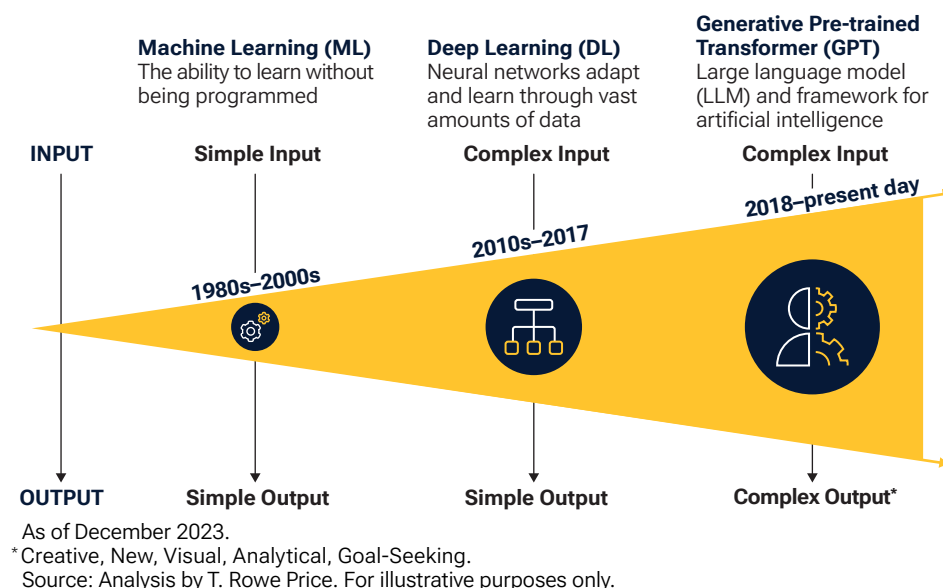 Machine Learning (ML)
The ability to learn without
being programmed
Deep Learning (DL)
Neural networks adapt
and learn through vast
amounts of data
Generative Pre-trained
Transformer (GPT)
Large language model
(LLM) and framework for
artificial intelligence
INPUT
Simple Input
Complex Input
Complex Input
1980s–2000s
2010s–2017
2018–present day
OUTPUT
Simple Output
Simple Output
Complex Output*
As of December 2023.
*Creative, New, Visual, Analytical, Goal-Seeking.
Source: Analysis by T. Rowe Price. For illustrative purposes only.